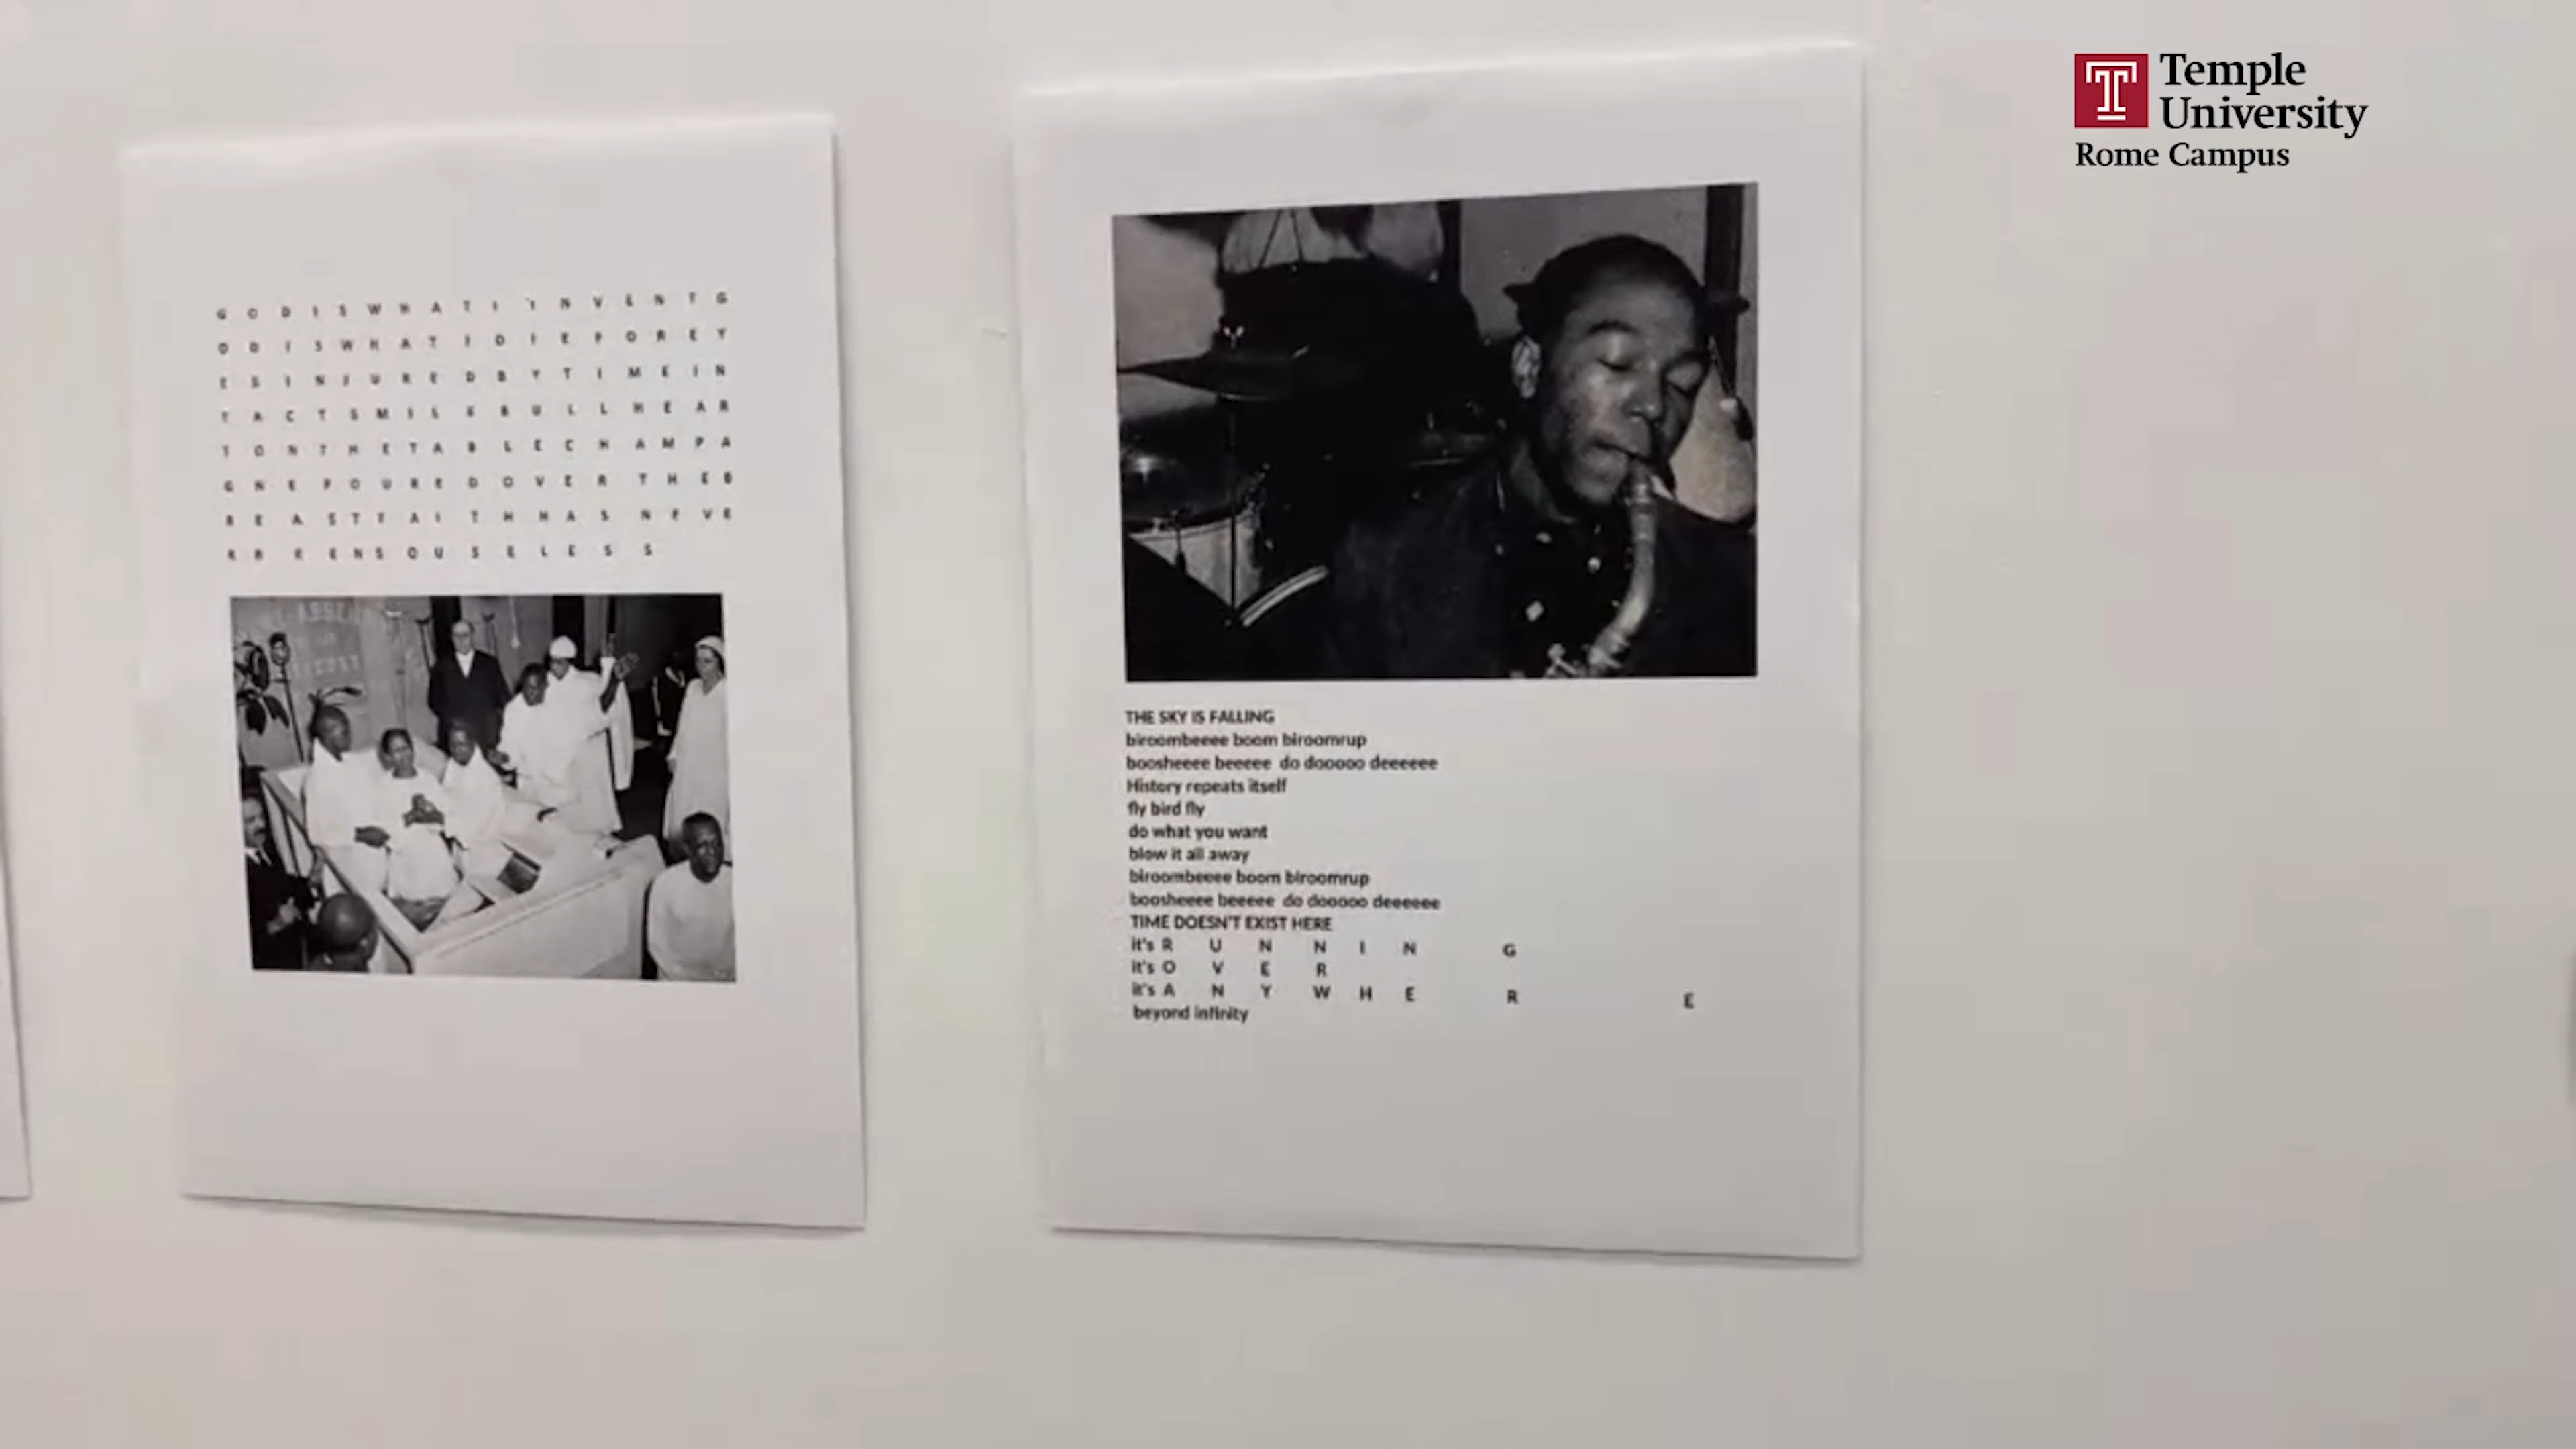 G O D I S W H A T I I N V E N T G
O D I S W H A T I D I E F O R E Y
E S I N J U R E D B Y T I M E I N
T A C T S M I L E B U L L H E A R
T O N T H E T A B L E C H A M P A
G N E P O U R E D O V E R T H E B
R E A S T F A I T H H A S N E V E
R B E E N S O U S E L E S S
THE SKY IS FALLING
biroombeeee boom biroomrup
boosheeee beeeee do dooooo deeeeee
History repeats itself
fly bird fly
do what you want
blow it all away
biroombeeee boom biroomrup
boosheeee beeeee do dooooo deeeeee
TIME DOESN'T EXIST HERE
it's R U N N I N G
it's O V E R
it's A N Y W H E R E
beyond infinity
Temple
University
Rome Campus